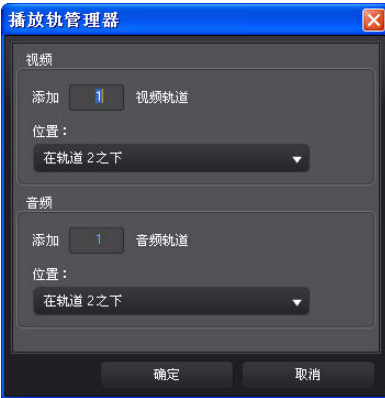 播放轨管理器
视频
添加 1 视频轨道
位置：
在轨道 2之下
音频
添加 1 音频轨道
位置：
在轨道 2之下
确定 取消